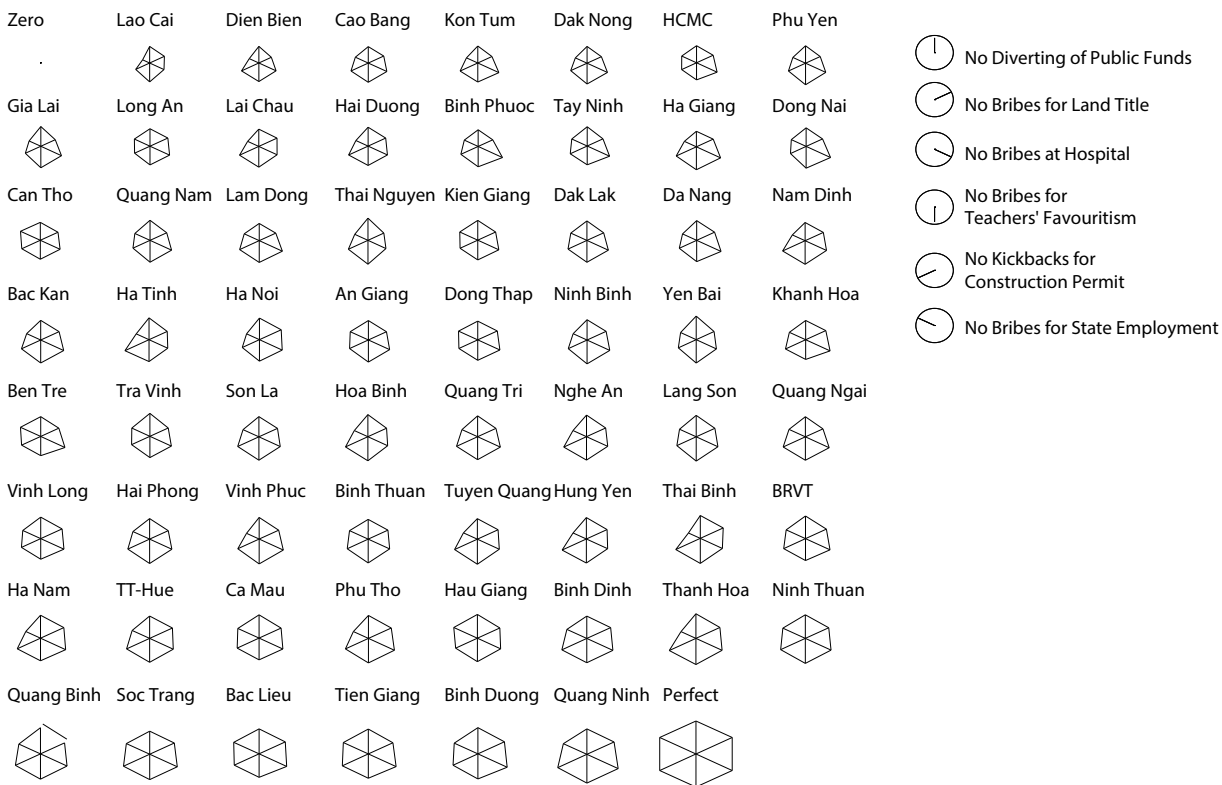 Zero Lao Cai Dien Bien Cao Bang Kon Tum Dak Nong HCMC Phu Yen
Gia Lai Long An Lai Chau Hai Duong Binh Phuoc Tay Ninh Ha Giang Dong Nai
Can Tho Quang Nam Lam Dong Thai Nguyen Kien Giang Dak Lak Da Nang Nam Dinh
Bac Kan Ha Tinh Ha Noi An Giang Dong Thap Ninh Binh Yen Bai Khanh Hoa
Ben Tre Tra Vinh Son La Hoa Binh Quang Tri Nghe An Lang Son Quang Ngai
Vinh Long Hai Phong Vinh Phuc Binh Thuan Tuyen Quang Hung Yen Thai Binh BRVT
Ha Nam TT-Hue Ca Mau Phu Tho Hau Giang Binh Dinh Thanh Hoa Ninh Thuan
Quang Binh Soc Trang Bac Lieu Tien Giang Binh Duong Quang Ninh Perfect
No Diverting of Public Funds
No Bribes for Land Title
No Bribes at Hospital
No Bribes for
Teachers' Favouritism
No Kickbacks for
Construction Permit
No Bribes for State Employment